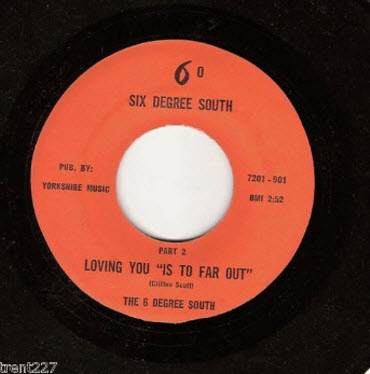 6 0
SIX DEGREE SOUTH
PUB. BY:
YORKSHIRE MUSIC
7201-901
BMI 2:52
PART 2
LOVING YOU "IS TO FAR OUT"
(Clifton Scott)
THE 6 DEGREE SOUTH
trent227